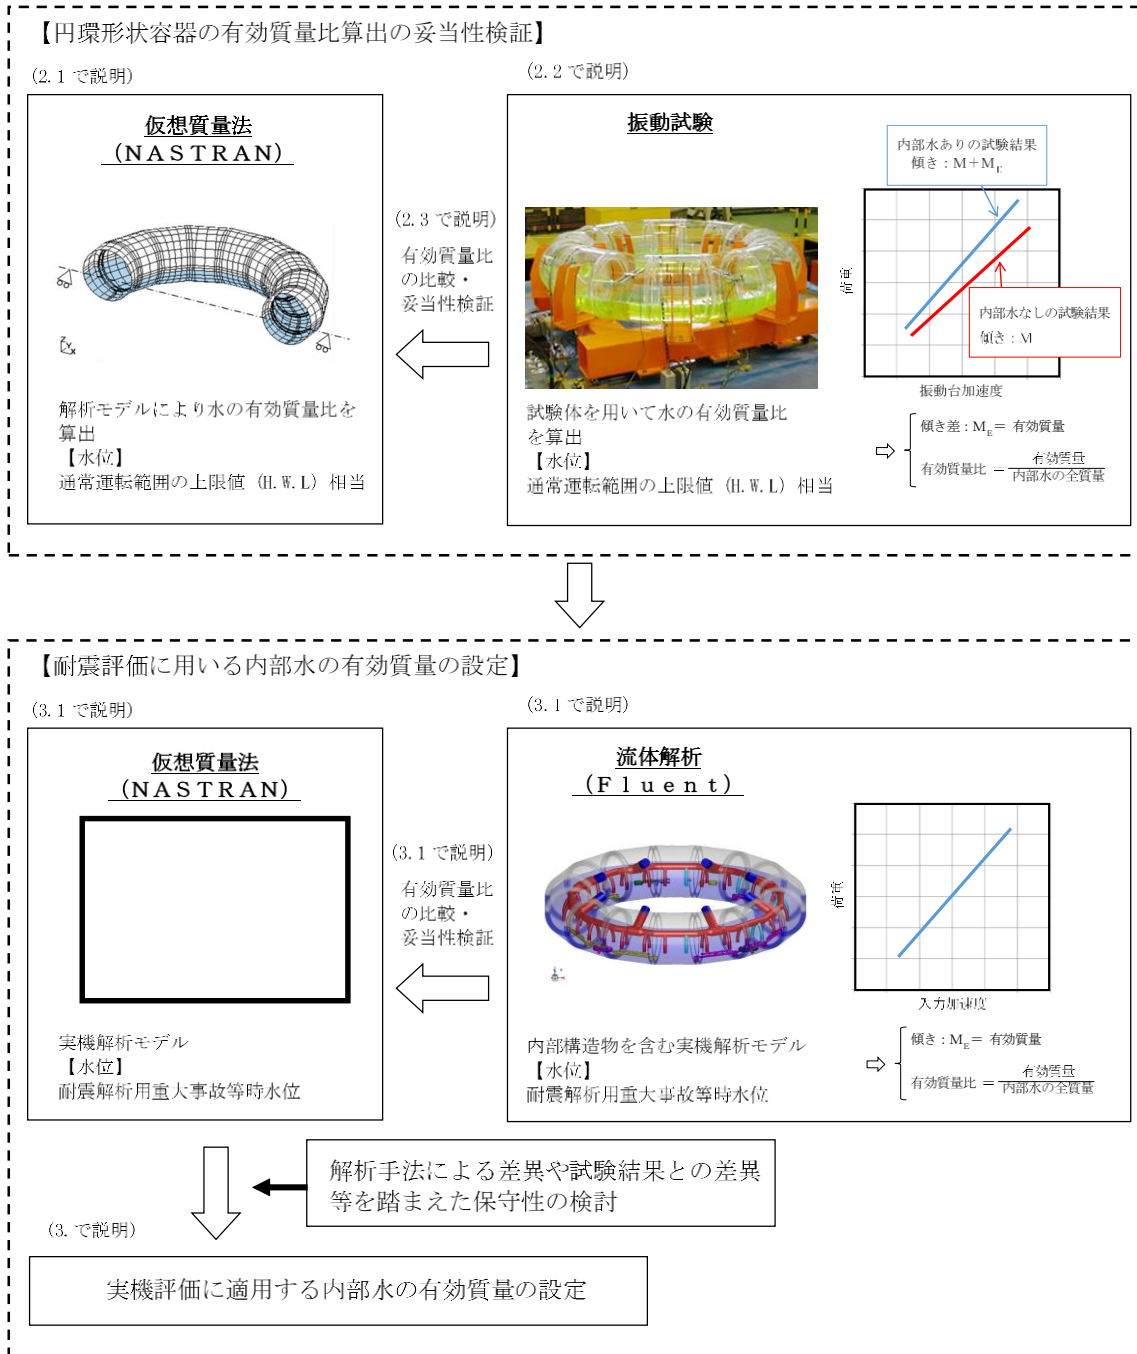 【円環形状容器の有効質量比算出の妥当性検証】
(2.1 で説明)
仮想質量法
（NASTRAN）
Z
Y
X
解析モデルにより水の有効質量比を
算出
【水位】
通常運転範囲の上限値（H.W.L）相当
(2.3 で説明)
有効質量比
の比較・
妥当性検証
(2.2 で説明)
振動試験
内部水ありの試験結果
傾き：M＋ME
内部水なしの試験結果
傾き：M
荷重
振動台加速度
試験体を用いて水の有効質量比
を算出
【水位】
通常運転範囲の上限値（H.W.L）相当
傾き差：ME＝ 有効質量
有効質量比 ＝ 有効質量
内部水の全質量
【耐震評価に用いる内部水の有効質量の設定】
(3.1 で説明)
仮想質量法
（NASTRAN）
実機解析モデル
【水位】
耐震解析用重大事故等時水位
(3.1 で説明)
有効質量比
の比較・
妥当性検証
(3.1 で説明)
流体解析
（Fluent）
荷重
入力加速度
内部構造物を含む実機解析モデル
【水位】
耐震解析用重大事故等時水位
傾き：ME＝ 有効質量
有効質量比 ＝ 有効質量
内部水の全質量
解析手法による差異や試験結果との差異
等を踏まえた保守性の検討
(3. で説明)
実機評価に適用する内部水の有効質量の設定